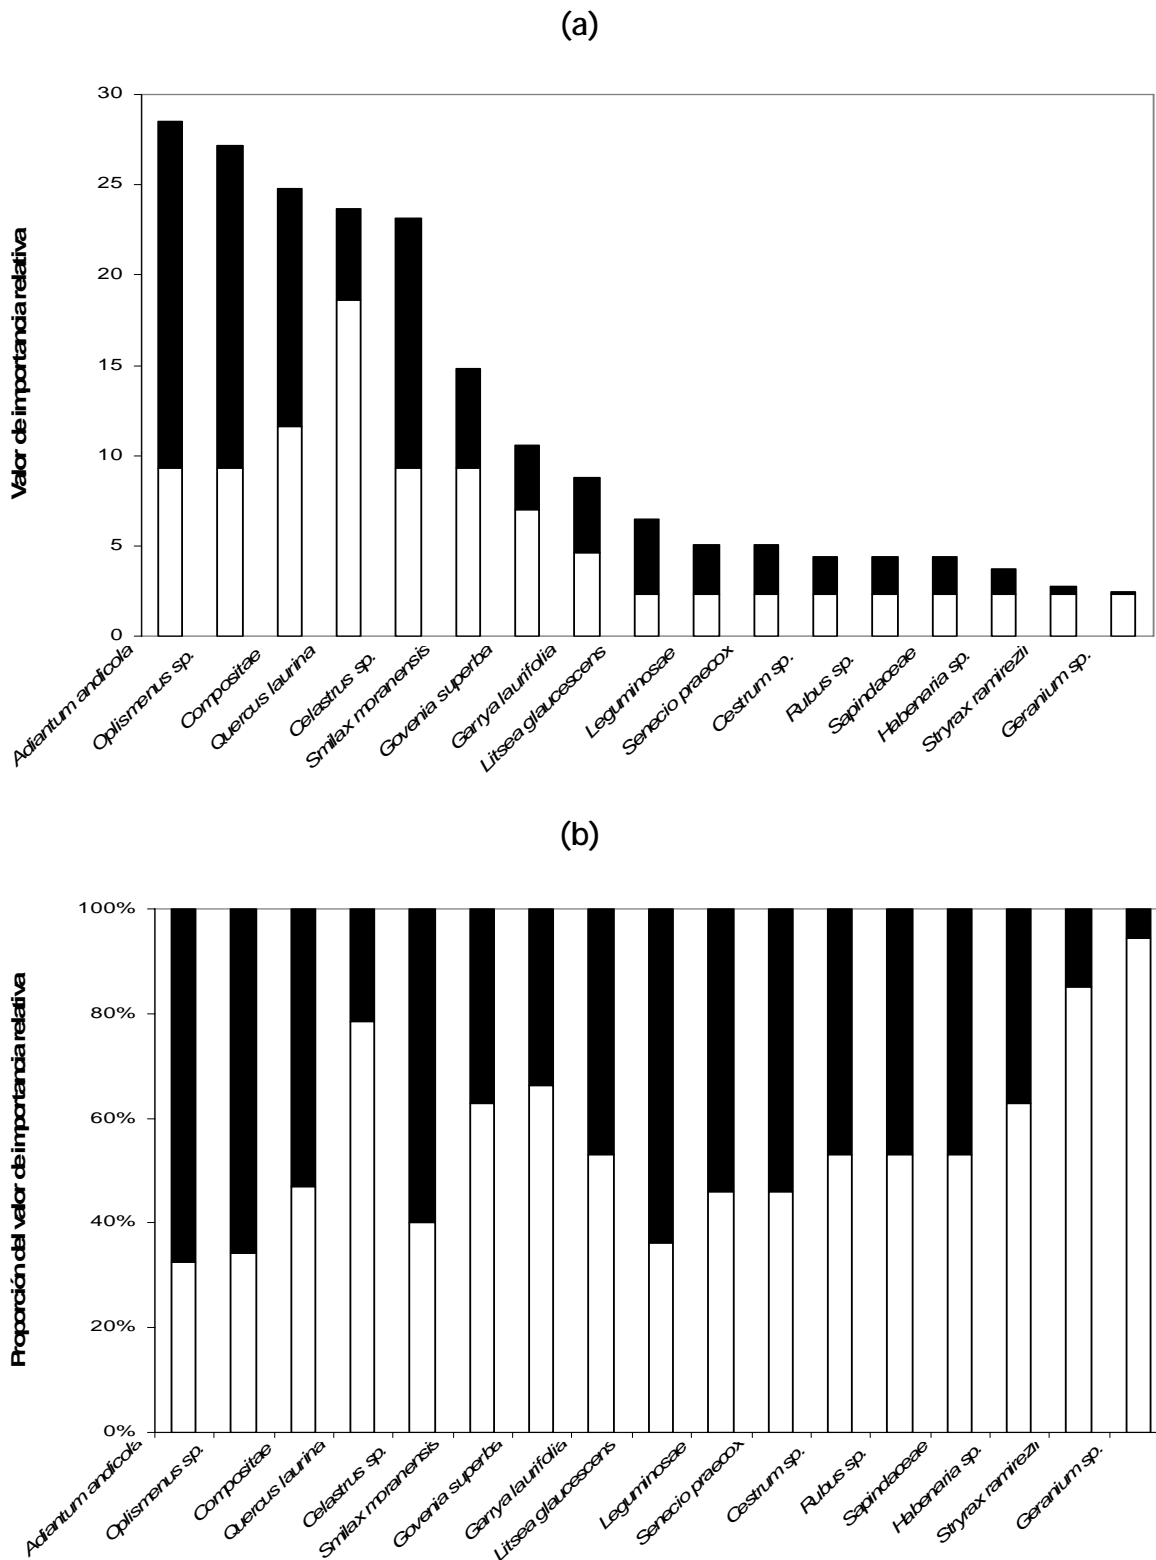 (a)
30
25
20
15
10
5
0
Valor de importancia relativa
Adiantum andicola
Oplismenus sp.
Compositae
Quercus laurina
Celastrus sp.
Smilax moranensis
Govenia superba
Garrya laurifolia
Litsea glaucescens
Leguminosae
Senecio praecox
Cestrum sp.
Rubus sp.
Sapindaceae
Habenaria sp.
Stryrax ramirezii
Geranium sp.
(b)
100%
80%
60%
40%
20%
0%
Proporción del valor de importancia relativa
Adiantum andicola
Oplismenus sp.
Compositae
Quercus laurina
Celastrus sp.
Smilax moranensis
Govenia superba
Garrya laurifolia
Litsea glaucescens
Leguminosae
Senecio praecox
Cestrum sp.
Rubus sp.
Sapindaceae
Habenaria sp.
Stryrax ramirezii
Geranium sp.